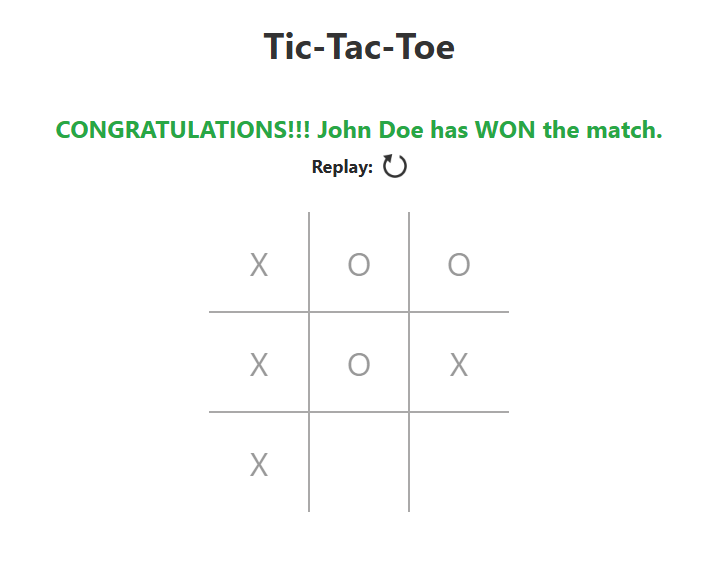 Tic-Tac-Toe
CONGRATULATIONS!!! John Doe has WON the match.
Replay:
X O O
X O X
X